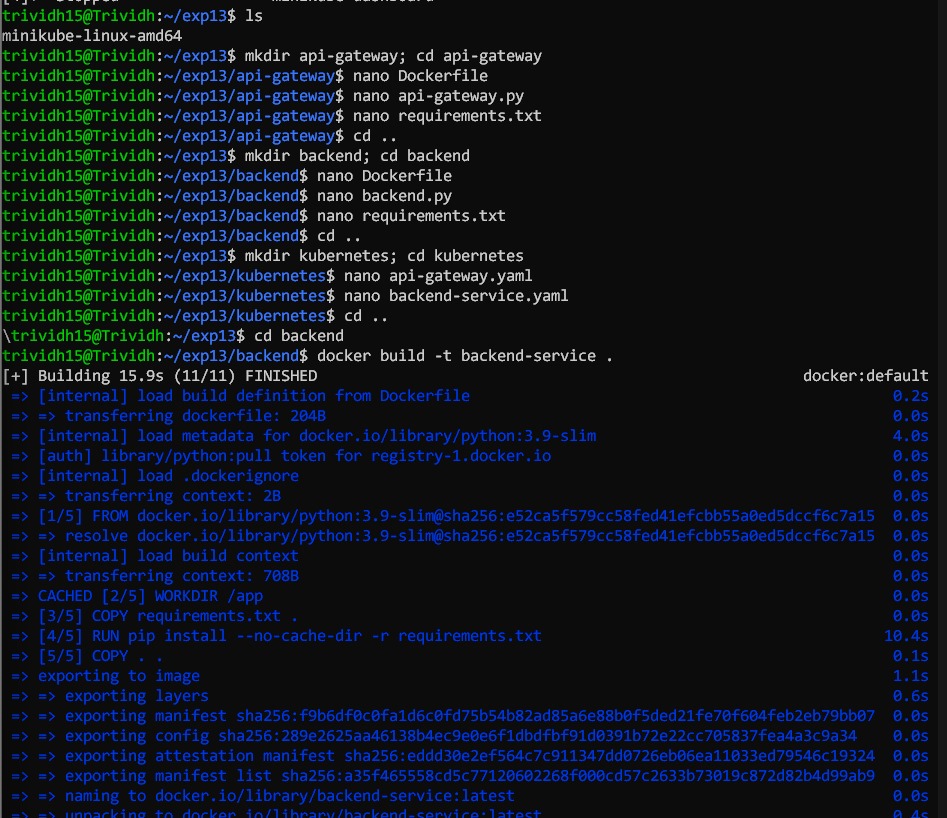 trividh15@Trividh:~/exp13$ ls
minikube-linux-amd64
trividh15@Trividh:~/exp13$ mkdir api-gateway; cd api-gateway
trividh15@Trividh:~/exp13/api-gateway$ nano Dockerfile
trividh15@Trividh:~/exp13/api-gateway$ nano api-gateway.py
trividh15@Trividh:~/exp13/api-gateway$ nano requirements.txt
trividh15@Trividh:~/exp13/api-gateway$ cd ..
trividh15@Trividh:~/exp13$ mkdir backend; cd backend
trividh15@Trividh:~/exp13/backend$ nano Dockerfile
trividh15@Trividh:~/exp13/backend$ nano backend.py
trividh15@Trividh:~/exp13/backend$ nano requirements.txt
trividh15@Trividh:~/exp13/backend$ cd ..
trividh15@Trividh:~/exp13$ mkdir kubernetes; cd kubernetes
trividh15@Trividh:~/exp13/kubernetes$ nano api-gateway.yaml
trividh15@Trividh:~/exp13/kubernetes$ nano backend-service.yaml
trividh15@Trividh:~/exp13/kubernetes$ cd ..
\trividh15@Trividh:~/exp13$ cd backend
trividh15@Trividh:~/exp13/backend$ docker build -t backend-service .
[+] Building 15.9s (11/11) FINISHED docker:default
=> [internal] load build definition from Dockerfile 0.2s
=> => transferring dockerfile: 204B 0.0s
=> [internal] load metadata for docker.io/library/python:3.9-slim 4.0s
=> [auth] library/python:pull token for registry-1.docker.io 0.0s
=> [internal] load .dockerignore 0.0s
=> => transferring context: 2B 0.0s
=> [1/5] FROM docker.io/library/python:3.9-slim@sha256:e52ca5f579cc58fed41efcbb55a0ed5dccf6c7a15 0.0s
=> => resolve docker.io/library/python:3.9-slim@sha256:e52ca5f579cc58fed41efcbb55a0ed5dccf6c7a15 0.0s
=> [internal] load build context 0.0s
=> => transferring context: 708B 0.0s
=> CACHED [2/5] WORKDIR /app 0.0s
=> [3/5] COPY requirements.txt . 0.0s
=> [4/5] RUN pip install --no-cache-dir -r requirements.txt 10.4s
=> [5/5] COPY . . 0.1s
=> exporting to image 1.1s
=> => exporting layers 0.6s
=> => exporting manifest sha256:f9b6df0c0fa1d6c0fd75b54b82ad85a6e88b0f5ded21fe70f604feb2eb79bb07 0.0s
=> => exporting config sha256:289e2625aa46138b4ec9e0e6f1dbdfbf91d0391b72e22cc705837fea4a3c9a34 0.0s
=> => exporting attestation manifest sha256:eddd30e2ef564c7c911347dd0726eb06ea11033ed79546c19324 0.0s
=> => exporting manifest list sha256:a35f465558cd5c77120602268f000cd57c2633b73019c872d82b4d99ab9 0.0s
=> => naming to docker.io/library/backend-service:latest 0.0s
=> => unpacking to docker.io/library/backend-service:latest 0.4s